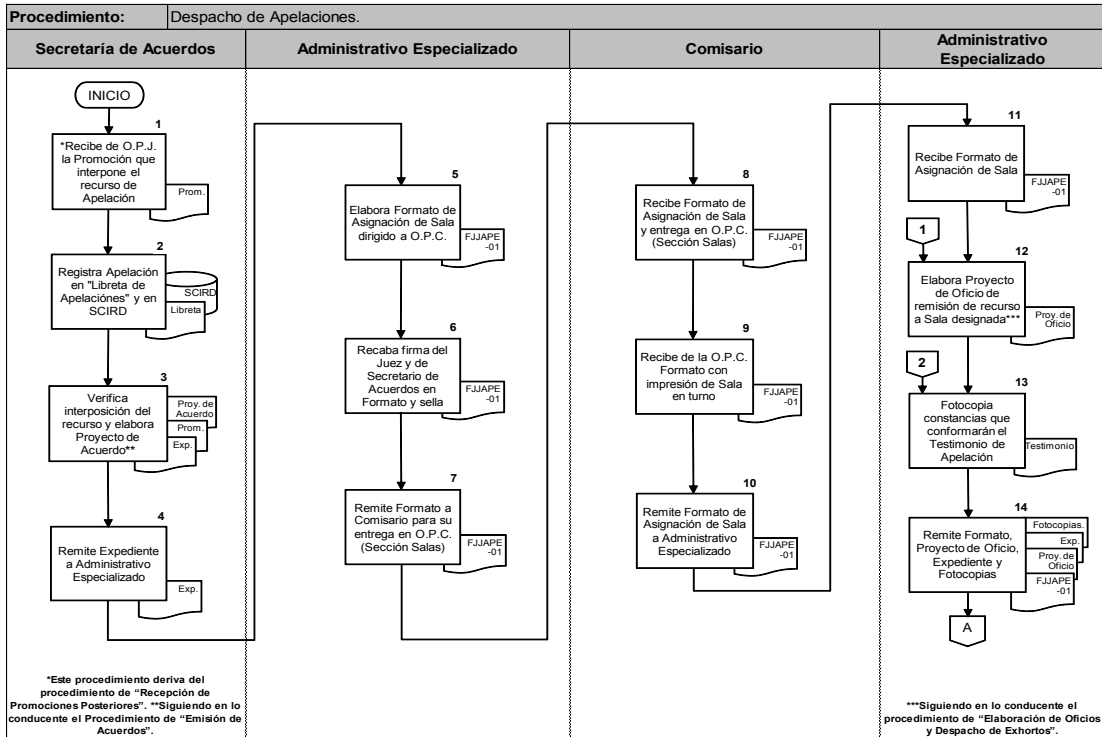 Procedimiento: Despacho de Apelaciones.
Secretaría de Acuerdos
Administrativo Especializado
Comisario
Administrativo
Especializado
INICIO
1
*Recibe de O.P.J.
la Promoción que
interpone el
recurso de
Apelación
Prom.
2
Registra Apelación
en "Libreta de
Apelaciónes" y en
SCIRD
SCIRD
Libreta
3
Verifica
interposición del
recurso y elabora
Proyecto de
Acuerdo**
Proy. de
Acuerdo
Prom.
Exp.
4
Remite Expediente
a Administrativo
Especializado
Exp.
*Este procedimiento deriva del
procedimiento de “Recepción de
Promociones Posteriores”. **Siguiendo en lo
conducente el Procedimiento de “Emisión de
Acuerdos”.
5
Elabora Formato de
Asignación de Sala
dirigido a O.P.C.
FJJAPE
-01
6
Recaba firma del
Juez y de
Secretario de
Acuerdos en
Formato y sella
FJJAPE
-01
7
Remite Formato a
Comisario para su
entrega en O.P.C.
(Sección Salas)
FJJAPE
-01
8
Recibe Formato de
Asignación de Sala
y entrega en O.P.C.
(Sección Salas)
FJJAPE
-01
9
Recibe de la O.P.C.
Formato con
impresión de Sala
en turno
FJJAPE
-01
10
Remite Formato de
Asignación de Sala
a Administrativo
Especializado
FJJAPE
-01
11
Recibe Formato de
Asignación de Sala
FJJAPE
-01
1
12
Elabora Proyecto
de Oficio de
remisión de recurso
a Sala designada***
Proy. de
Oficio
2
13
Fotocopia
constancias que
conformarán el
Testimonio de
Apelación
Testimonio
14
Remite Formato,
Proyecto de Oficio,
Expediente y
Fotocopias
Fotocopias.
Exp.
Proy. de
Oficio
FJJAPE
-01
A
***Siguiendo en lo conducente el
procedimiento de “Elaboración de Oficios
y Despacho de Exhortos”.